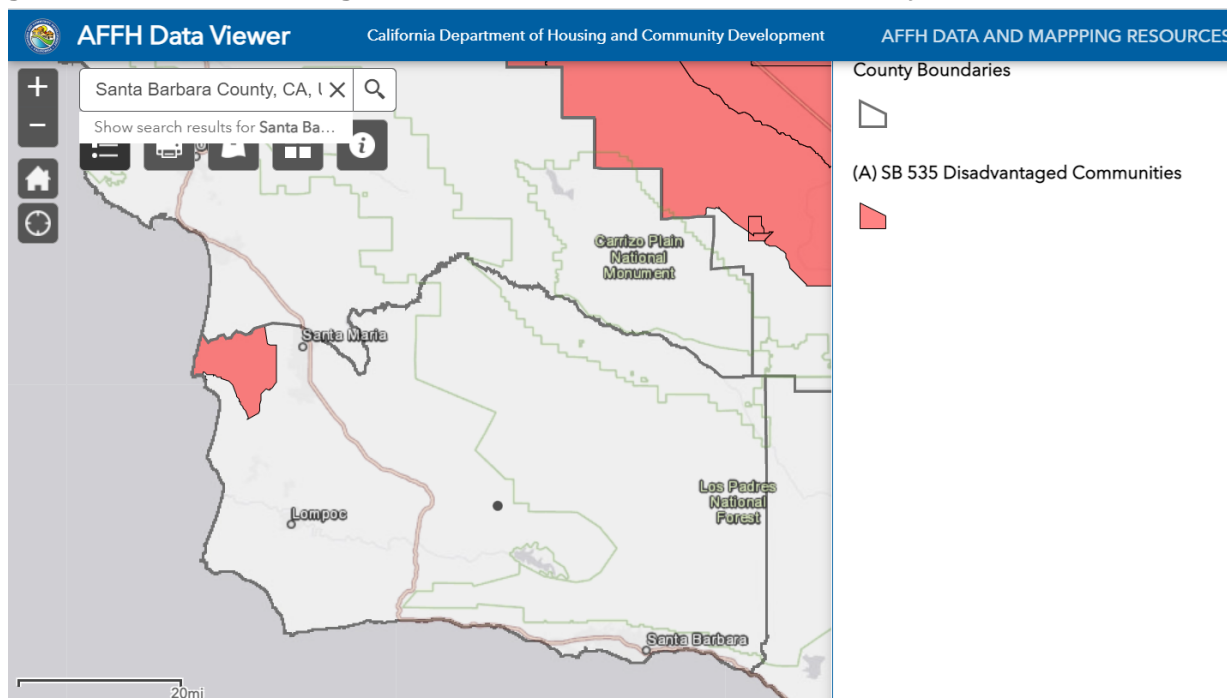 AFFH Data Viewer
California Department of Housing and Community Development
AFFH DATA AND MAPPPING RESOURCES
Santa Barbara County, CA, U
Show search results for Santa Ba...
County Boundaries
(A) SB 535 Disadvantaged Communities
Carrizo Plain
National
Monument
Santa Maria
Los Padres
National
Forest
Lompoc
Santa Barbara
20mi